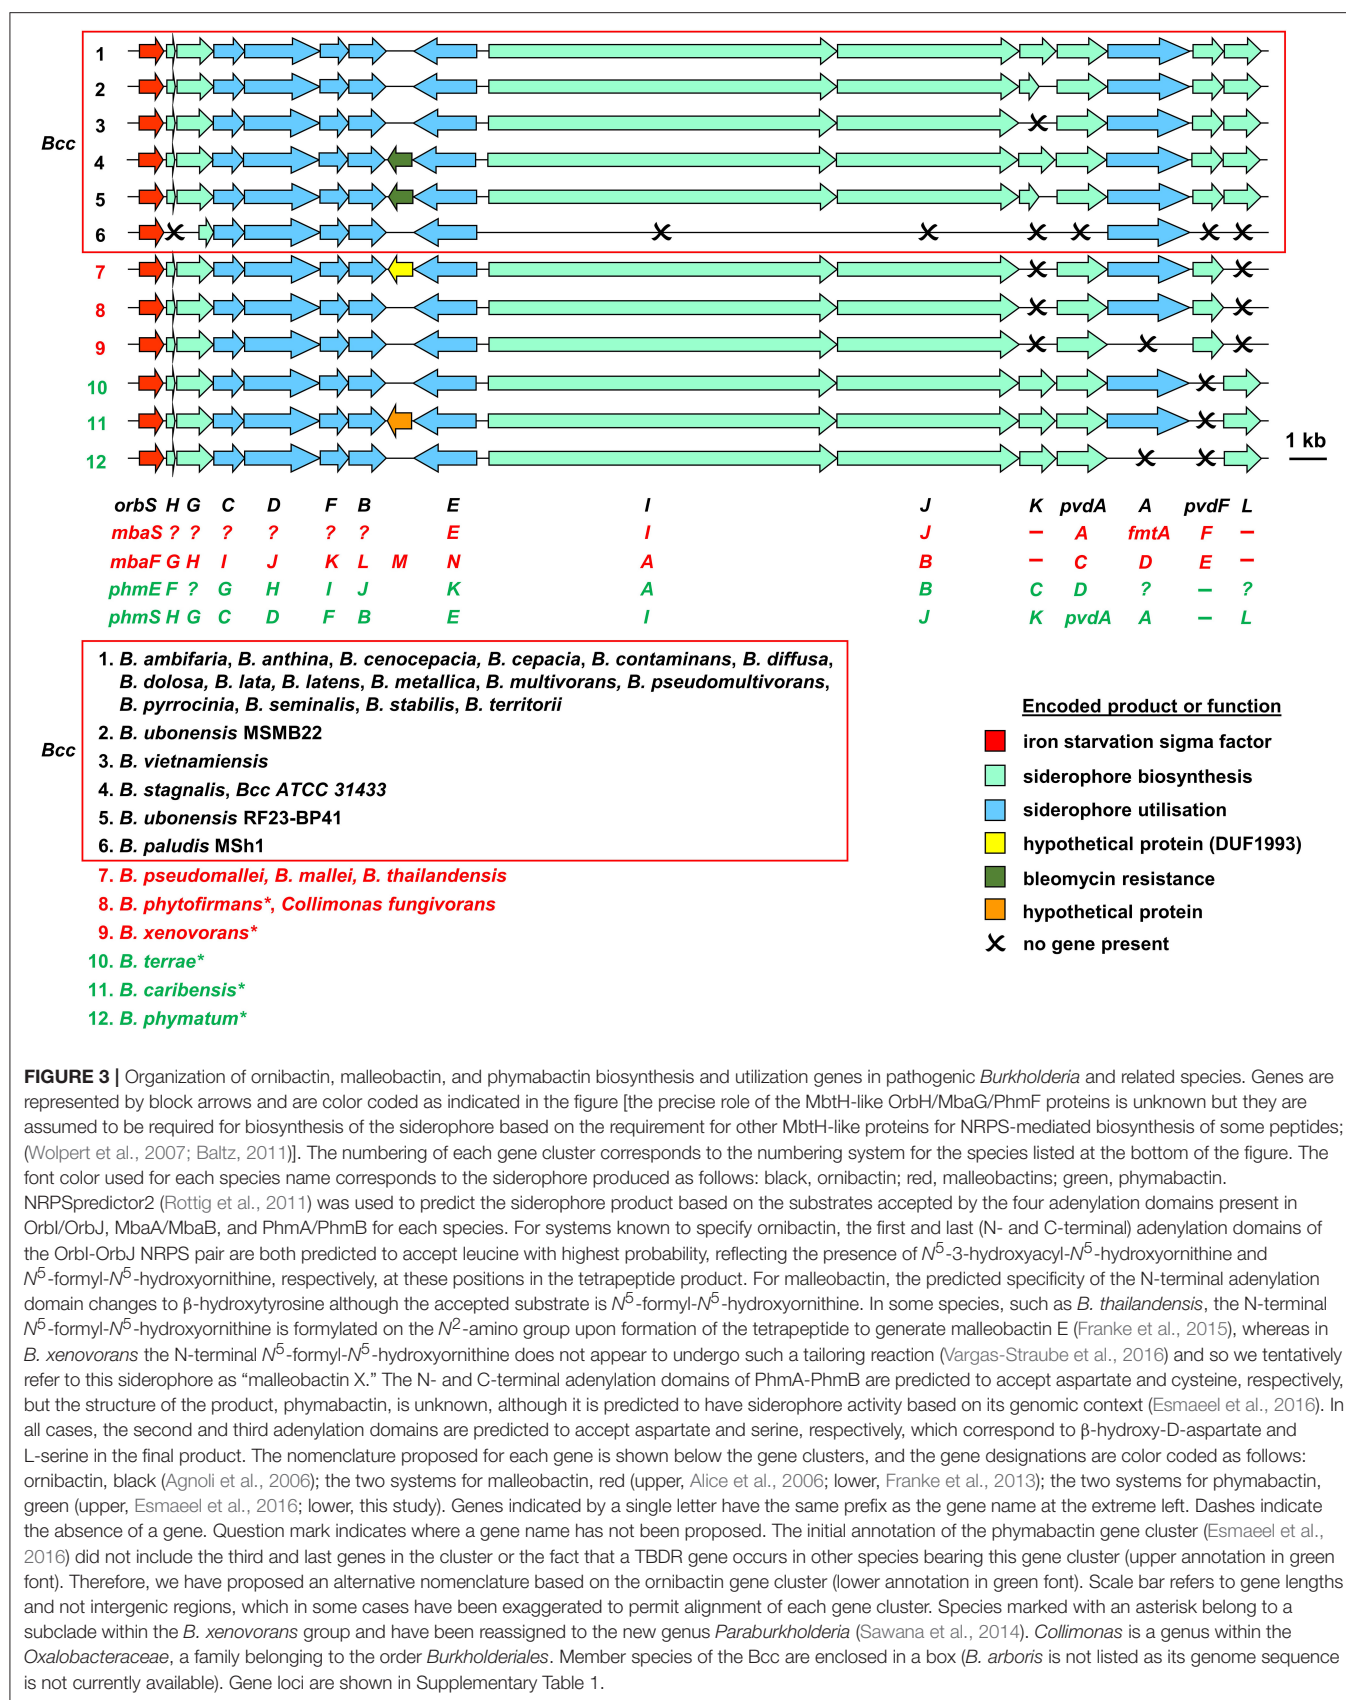 1
2
3
Bcc
4
5
6
7
8
9
10
11
12
1 kb
orbS H G C D F B E I J K pvdA A pvdF L
mbaS ? ? ? ? ? ? E I J – A fmtA F –
mbaF G H I J K L M N A B – C D E –
phmE F ? G H I J K A B C D ? – ?
phmS H G C D F B E I J K pvdA A – L
Bcc
1. B. ambifaria, B. anthina, B. cenocepacia, B. cepacia, B. contaminans, B. diffusa,
B. dolosa, B. lata, B. latens, B. metallica, B. multivorans, B. pseudomultivorans,
B. pyrrocinia, B. seminalis, B. stabilis, B. territorii
2. B. ubonensis MSMB22
3. B. vietnamiensis
4. B. stagnalis, Bcc ATCC 31433
5. B. ubonensis RF23-BP41
6. B. paludis MSh1
7. B. pseudomallei, B. mallei, B. thailandensis
8. B. phytofirmans*, Collimonas fungivorans
9. B. xenovorans*
10. B. terrae*
11. B. caribensis*
12. B. phymatum*
Encoded product or function
iron starvation sigma factor
siderophore biosynthesis
siderophore utilisation
hypothetical protein (DUF1993)
bleomycin resistance
hypothetical protein
no gene present
FIGURE 3 | Organization of ornibactin, malleobactin, and phymabactin biosynthesis and utilization genes in pathogenic Burkholderia and related species. Genes are
represented by block arrows and are color coded as indicated in the figure [the precise role of the MbtH-like OrbH/MbaG/PhmF proteins is unknown but they are
assumed to be required for biosynthesis of the siderophore based on the requirement for other MbtH-like proteins for NRPS-mediated biosynthesis of some peptides;
(Wolpert et al., 2007; Baltz, 2011)]. The numbering of each gene cluster corresponds to the numbering system for the species listed at the bottom of the figure. The
font color used for each species name corresponds to the siderophore produced as follows: black, ornibactin; red, malleobactins; green, phymabactin.
NRPSpredictor2 (Rottig et al., 2011) was used to predict the siderophore product based on the substrates accepted by the four adenylation domains present in
OrbI/OrbJ, MbaA/MbaB, and PhmA/PhmB for each species. For systems known to specify ornibactin, the first and last (N- and C-terminal) adenylation domains of
the OrbI-OrbJ NRPS pair are both predicted to accept leucine with highest probability, reflecting the presence of N5-3-hydroxyacyl-N5-hydroxyornithine and
N5-formyl-N5-hydroxyornithine, respectively, at these positions in the tetrapeptide product. For malleobactin, the predicted specificity of the N-terminal adenylation
domain changes to β-hydroxytyrosine although the accepted substrate is N5-formyl-N5-hydroxyornithine. In some species, such as B. thailandensis, the N-terminal
N5-formyl-N5-hydroxyornithine is formylated on the N2-amino group upon formation of the tetrapeptide to generate malleobactin E (Franke et al., 2015), whereas in
B. xenovorans the N-terminal N5-formyl-N5-hydroxyornithine does not appear to undergo such a tailoring reaction (Vargas-Straube et al., 2016) and so we tentatively
refer to this siderophore as “malleobactin X.” The N- and C-terminal adenylation domains of PhmA-PhmB are predicted to accept aspartate and cysteine, respectively,
but the structure of the product, phymabactin, is unknown, although it is predicted to have siderophore activity based on its genomic context (Esmaeel et al., 2016). In
all cases, the second and third adenylation domains are predicted to accept aspartate and serine, respectively, which correspond to β-hydroxy-D-aspartate and
L-serine in the final product. The nomenclature proposed for each gene is shown below the gene clusters, and the gene designations are color coded as follows:
ornibactin, black (Agnoli et al., 2006); the two systems for malleobactin, red (upper, Alice et al., 2006; lower, Franke et al., 2013); the two systems for phymabactin,
green (upper, Esmaeel et al., 2016; lower, this study). Genes indicated by a single letter have the same prefix as the gene name at the extreme left. Dashes indicate
the absence of a gene. Question mark indicates where a gene name has not been proposed. The initial annotation of the phymabactin gene cluster (Esmaeel et al.,
2016) did not include the third and last genes in the cluster or the fact that a TBDR gene occurs in other species bearing this gene cluster (upper annotation in green
font). Therefore, we have proposed an alternative nomenclature based on the ornibactin gene cluster (lower annotation in green font). Scale bar refers to gene lengths
and not intergenic regions, which in some cases have been exaggerated to permit alignment of each gene cluster. Species marked with an asterisk belong to a
subclade within the B. xenovorans group and have been reassigned to the new genus Paraburkholderia (Sawana et al., 2014). Collimonas is a genus within the
Oxalobacteraceae, a family belonging to the order Burkholderiales. Member species of the Bcc are enclosed in a box (B. arboris is not listed as its genome sequence
is not currently available). Gene loci are shown in Supplementary Table 1.